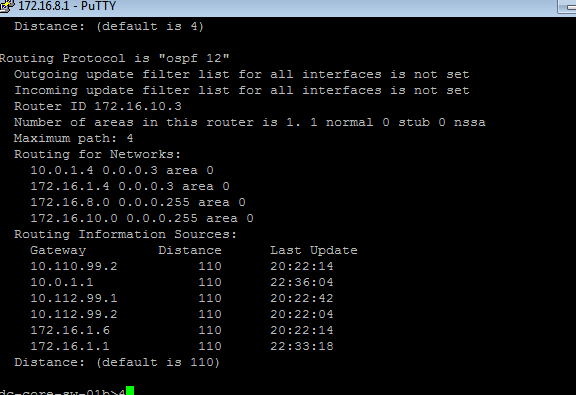 172.16.8.1 - PuTTY
Distance: (default is 4)
Routing Protocol is "ospf 12"
Outgoing update filter list for all interfaces is not set
Incoming update filter list for all interfaces is not set
Router ID 172.16.10.3
Number of areas in this router is 1. 1 normal 0 stub 0 nssa
Maximum path: 4
Routing for Networks:
10.0.1.4 0.0.0.3 area 0
172.16.1.4 0.0.0.3 area 0
172.16.8.0 0.0.0.255 area 0
172.16.10.0 0.0.0.255 area 0
Routing Information Sources:
Gateway Distance Last Update
10.110.99.2 110 20:22:14
10.0.1.1 110 22:36:04
10.112.99.1 110 20:22:42
10.112.99.2 110 20:22:04
172.16.1.6 110 20:22:14
172.16.1.1 110 22:33:18
Distance: (default is 110)
dc-core-sw-01b>4